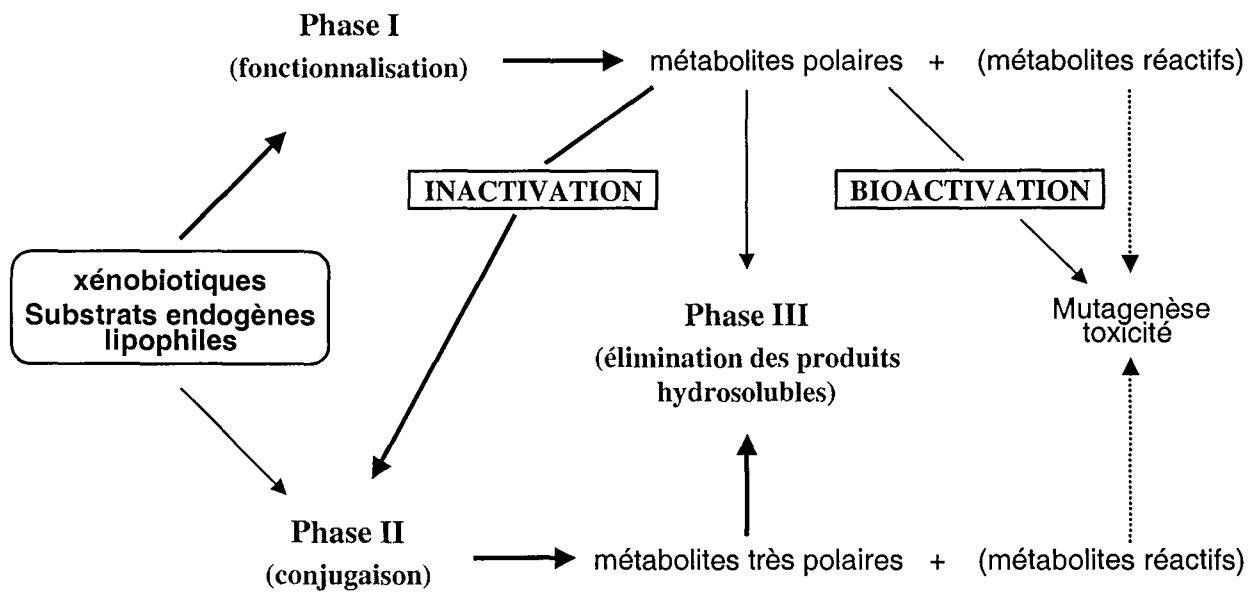 Phase I
(fonctionnalisation)
métabolites polaires + (métabolites réactifs)
INACTIVATION
BIOACTIVATION
xénobiotiques
Substrats endogènes
lipophiles
Phase III
(élimination des produits
hydrosolubles)
Mutagenèse
toxicité
Phase II
(conjugaison)
métabolites très polaires + (métabolites réactifs)